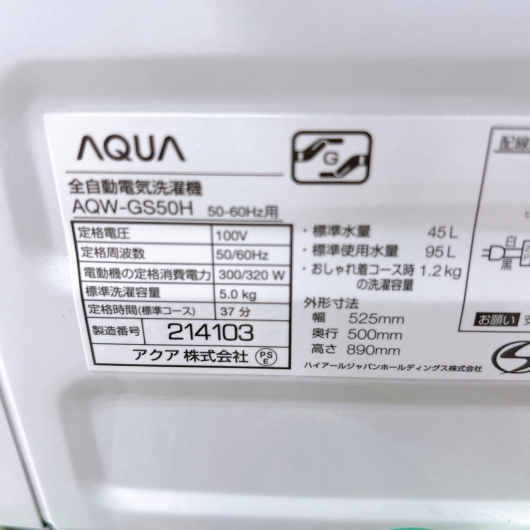 AQUA
G
全自動電気洗濯機
AQW-GS50H 50-60Hz用
定格電圧 100V
定格周波数 50/60Hz
電動機の定格消費電力 300/320 W
標準洗濯容量 5.0 kg
定格時間(標準コース) 37 分
製造番号 214103
アクア 株式会社 PSE
・標準水量 45 L
・標準使用水量 95 L
・おしゃれ着コース時 1.2 kg
の洗濯容量
外形寸法
幅 525mm
奥行 500mm
高さ 890mm
ハイアールジャパンホールディングス株式会社
配線
白
黒
お願い